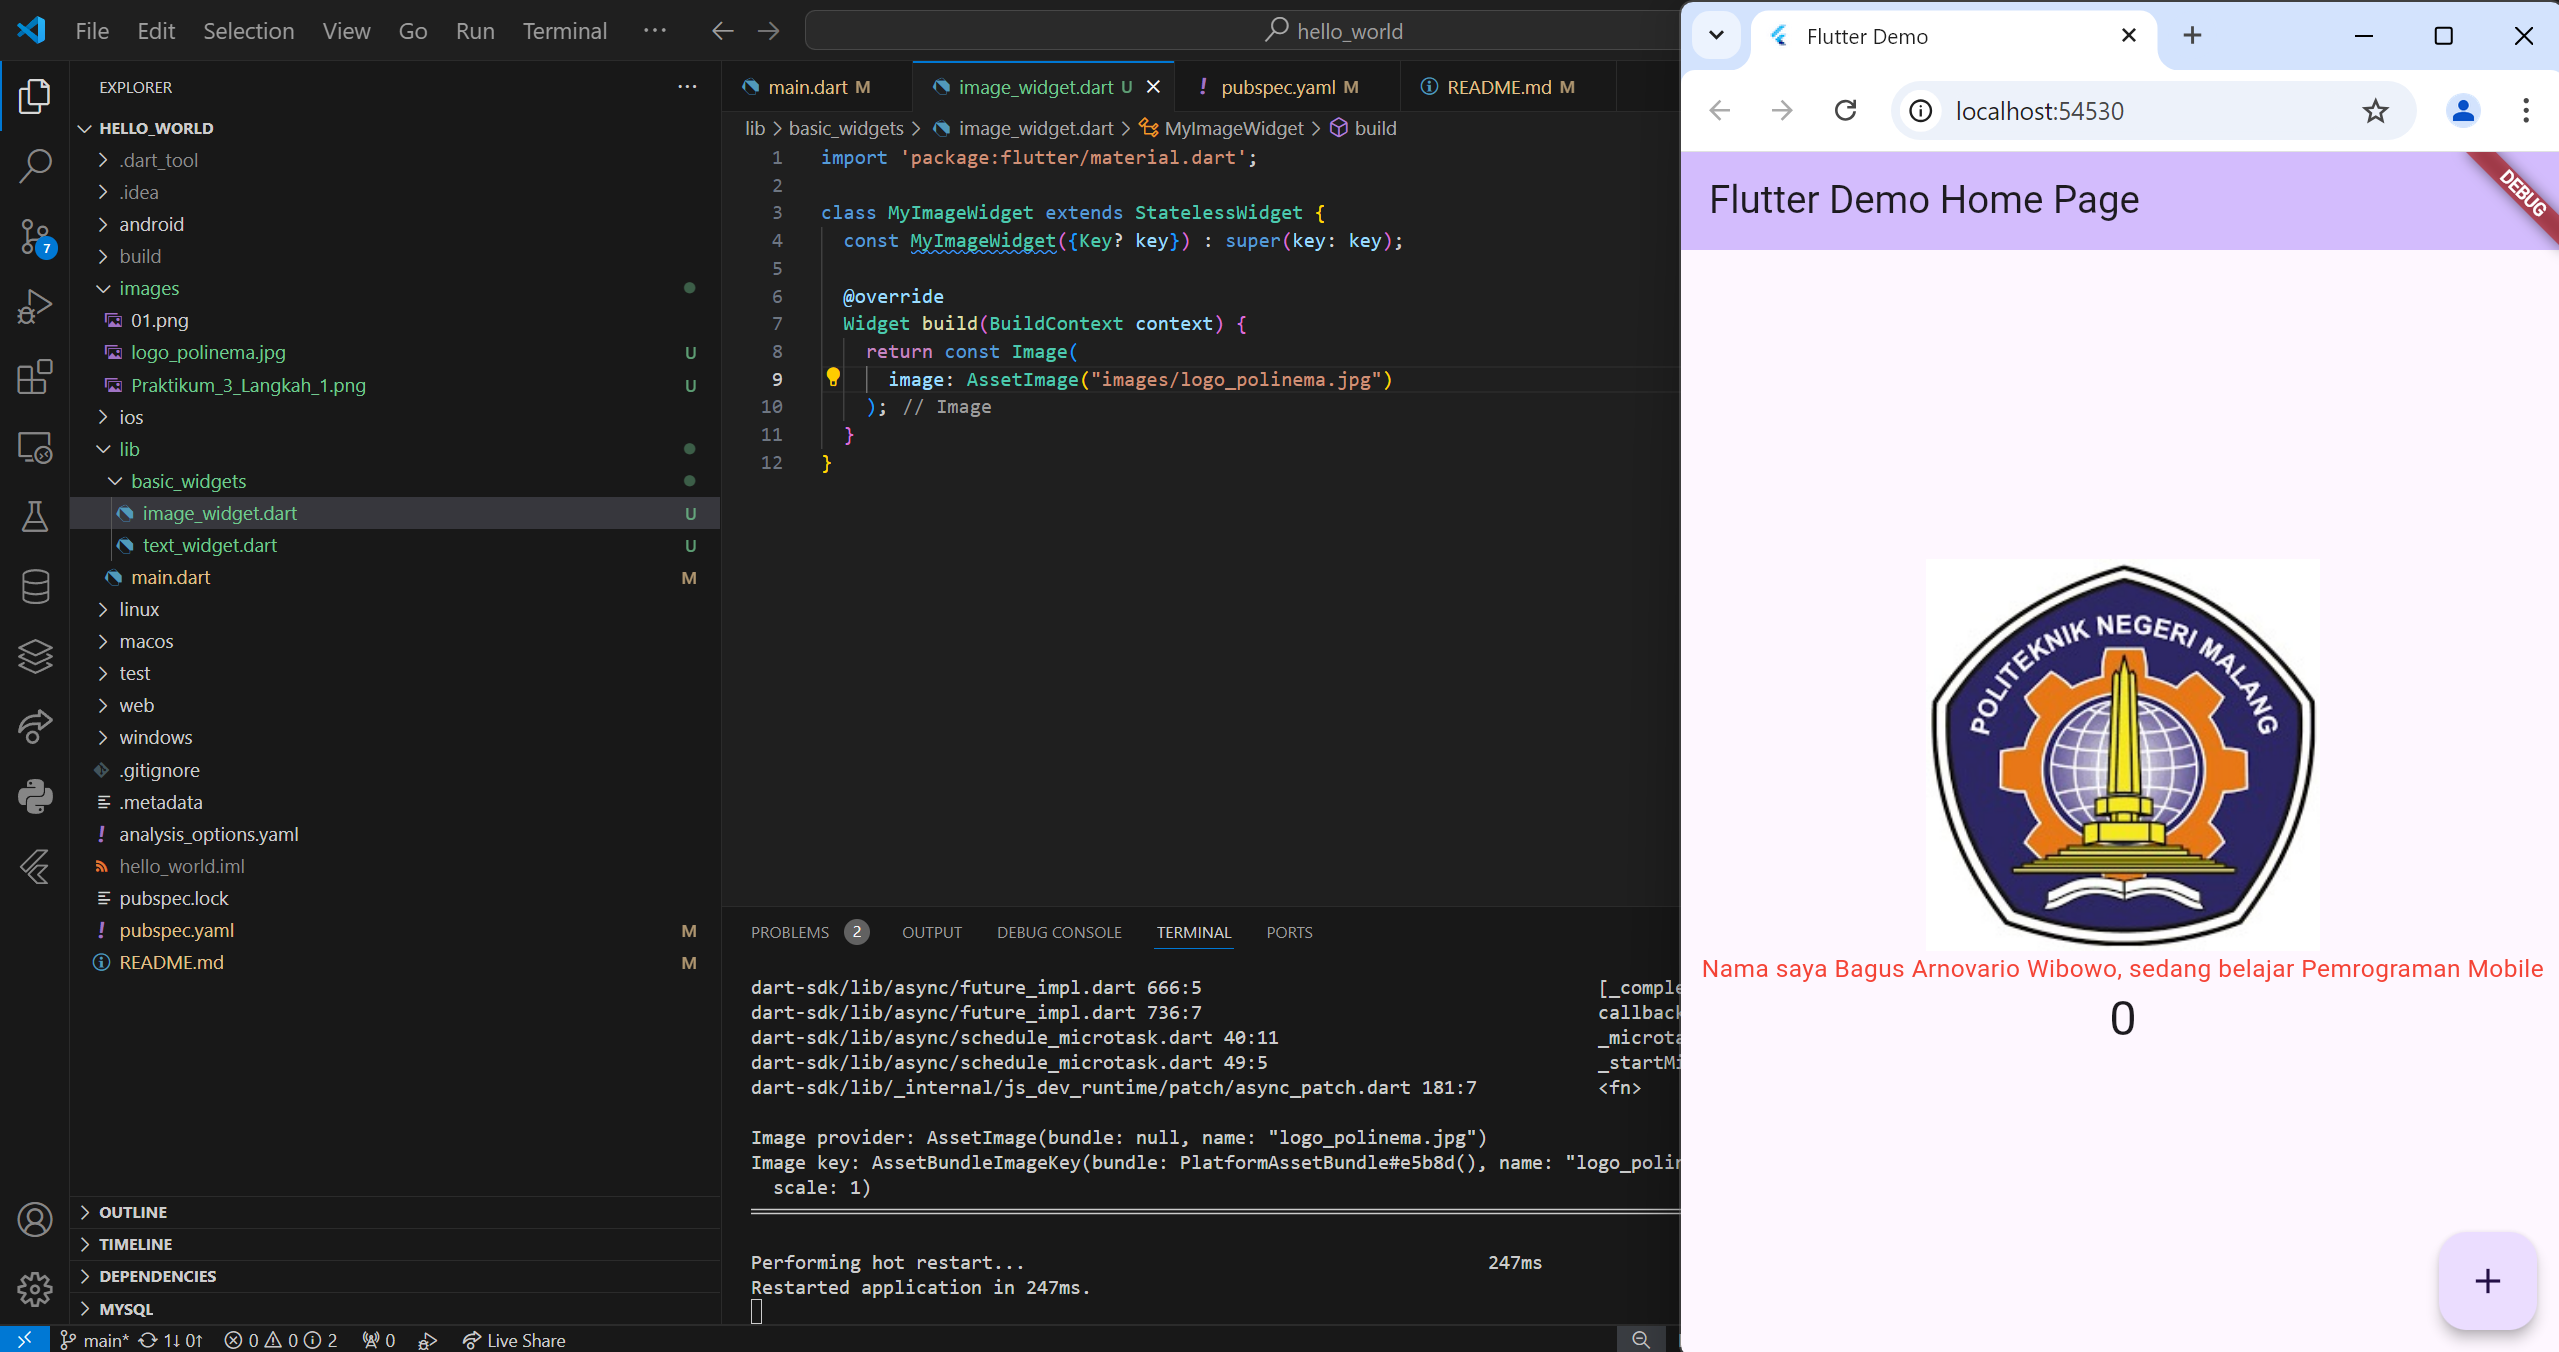 File Edit Selection View Go Run Terminal ···
hello_world
EXPLORER
HELLO_WORLD
.dart_tool
.idea
android
build
images
01.png
logo_polinema.jpg U
Praktikum_3_Langkah_1.png U
ios
lib
basic_widgets
image_widget.dart U
text_widget.dart U
main.dart M
linux
macos
test
web
windows
.gitignore
.metadata
analysis_options.yaml
hello_world.iml
pubspec.lock
pubspec.yaml M
README.md M
OUTLINE
TIMELINE
DEPENDENCIES
MYSQL
7
main.dart M image_widget.dart U pubspec.yaml M README.md M
lib > basic_widgets > image_widget.dart > MyImageWidget > build
1 import 'package:flutter/material.dart';
2
3 class MyImageWidget extends StatelessWidget {
4 const MyImageWidget({Key? key}) : super(key: key);
5
6 @override
7 Widget build(BuildContext context) {
8 return const Image(
9 image: AssetImage("images/logo_polinema.jpg")
10 ); // Image
11 }
12 }
PROBLEMS 2 OUTPUT DEBUG CONSOLE TERMINAL PORTS
dart-sdk/lib/async/future_impl.dart 666:5 [_comple
dart-sdk/lib/async/future_impl.dart 736:7 callback
dart-sdk/lib/async/schedule_microtask.dart 40:11 _microta
dart-sdk/lib/async/schedule_microtask.dart 49:5 _startMi
dart-sdk/lib/_internal/js_dev_runtime/patch/async_patch.dart 181:7 <fn>
Image provider: AssetImage(bundle: null, name: "logo_polinema.jpg")
Image key: AssetBundleImageKey(bundle: PlatformAssetBundle#e5b8d(), name: "logo_polin
scale: 1)
Performing hot restart... 247ms
Restarted application in 247ms.
main* 1↓ 0↑ 0 0 2 0 Live Share
Flutter Demo
localhost:54530
Flutter Demo Home Page
DEBUG
POLITEKNIK NEGERI MALANG
Nama saya Bagus Arnovario Wibowo, sedang belajar Pemrograman Mobile
0
+